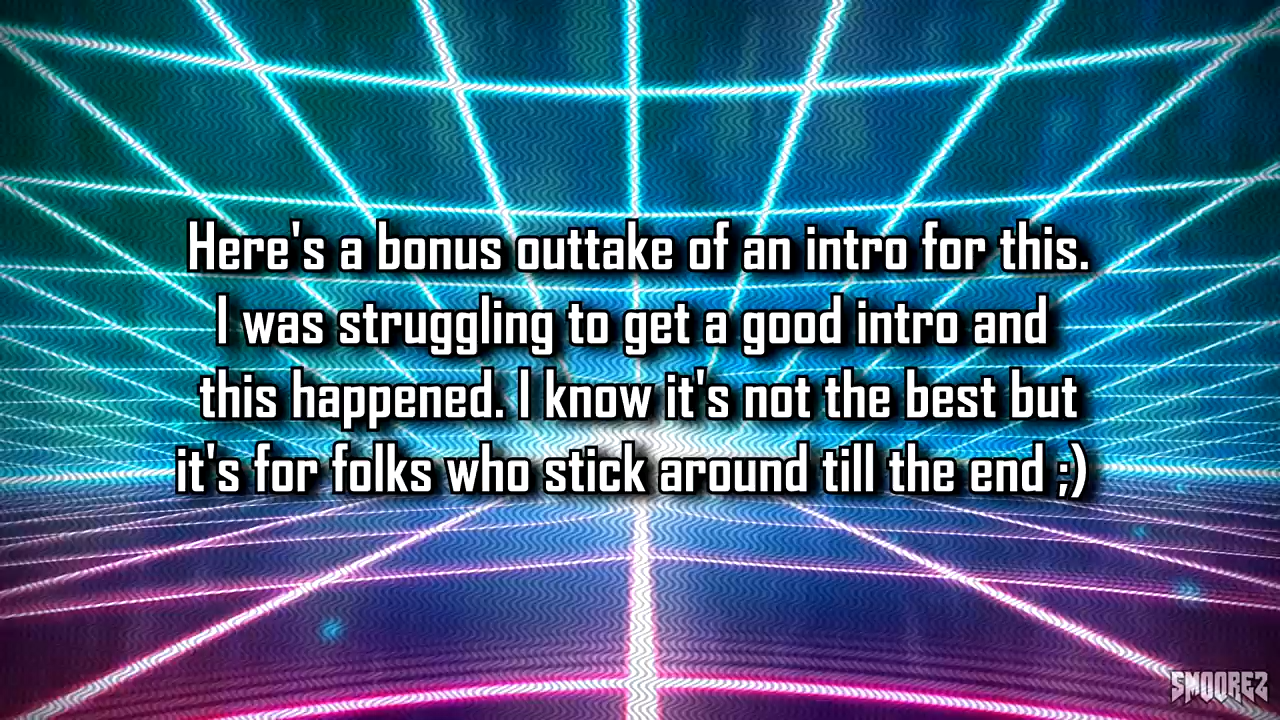 Here's a bonus outtake of an intro for this.
I was struggling to get a good intro and
this happened. I know it's not the best but
it's for folks who stick around till the end ;)
SMOOREZ